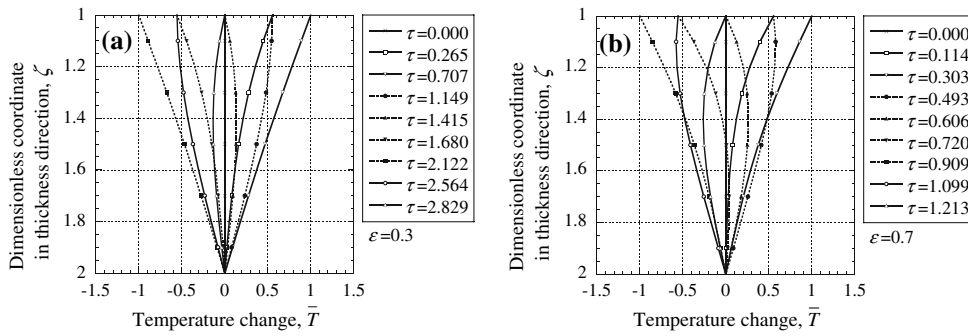 (a)
Dimensionless coordinate
in thickness direction, ζ
1
1.2
1.4
1.6
1.8
2
-1.5 -1 -0.5 0 0.5 1 1.5
Temperature change, T̅
τ=0.000
τ=0.265
τ=0.707
τ=1.149
τ=1.415
τ=1.680
τ=2.122
τ=2.564
τ=2.829
ε=0.3
(b)
Dimensionless coordinate
in thickness direction, ζ
1
1.2
1.4
1.6
1.8
2
-1.5 -1 -0.5 0 0.5 1 1.5
Temperature change, T̅
τ=0.000
τ=0.114
τ=0.303
τ=0.493
τ=0.606
τ=0.720
τ=0.909
τ=1.099
τ=1.213
ε=0.7